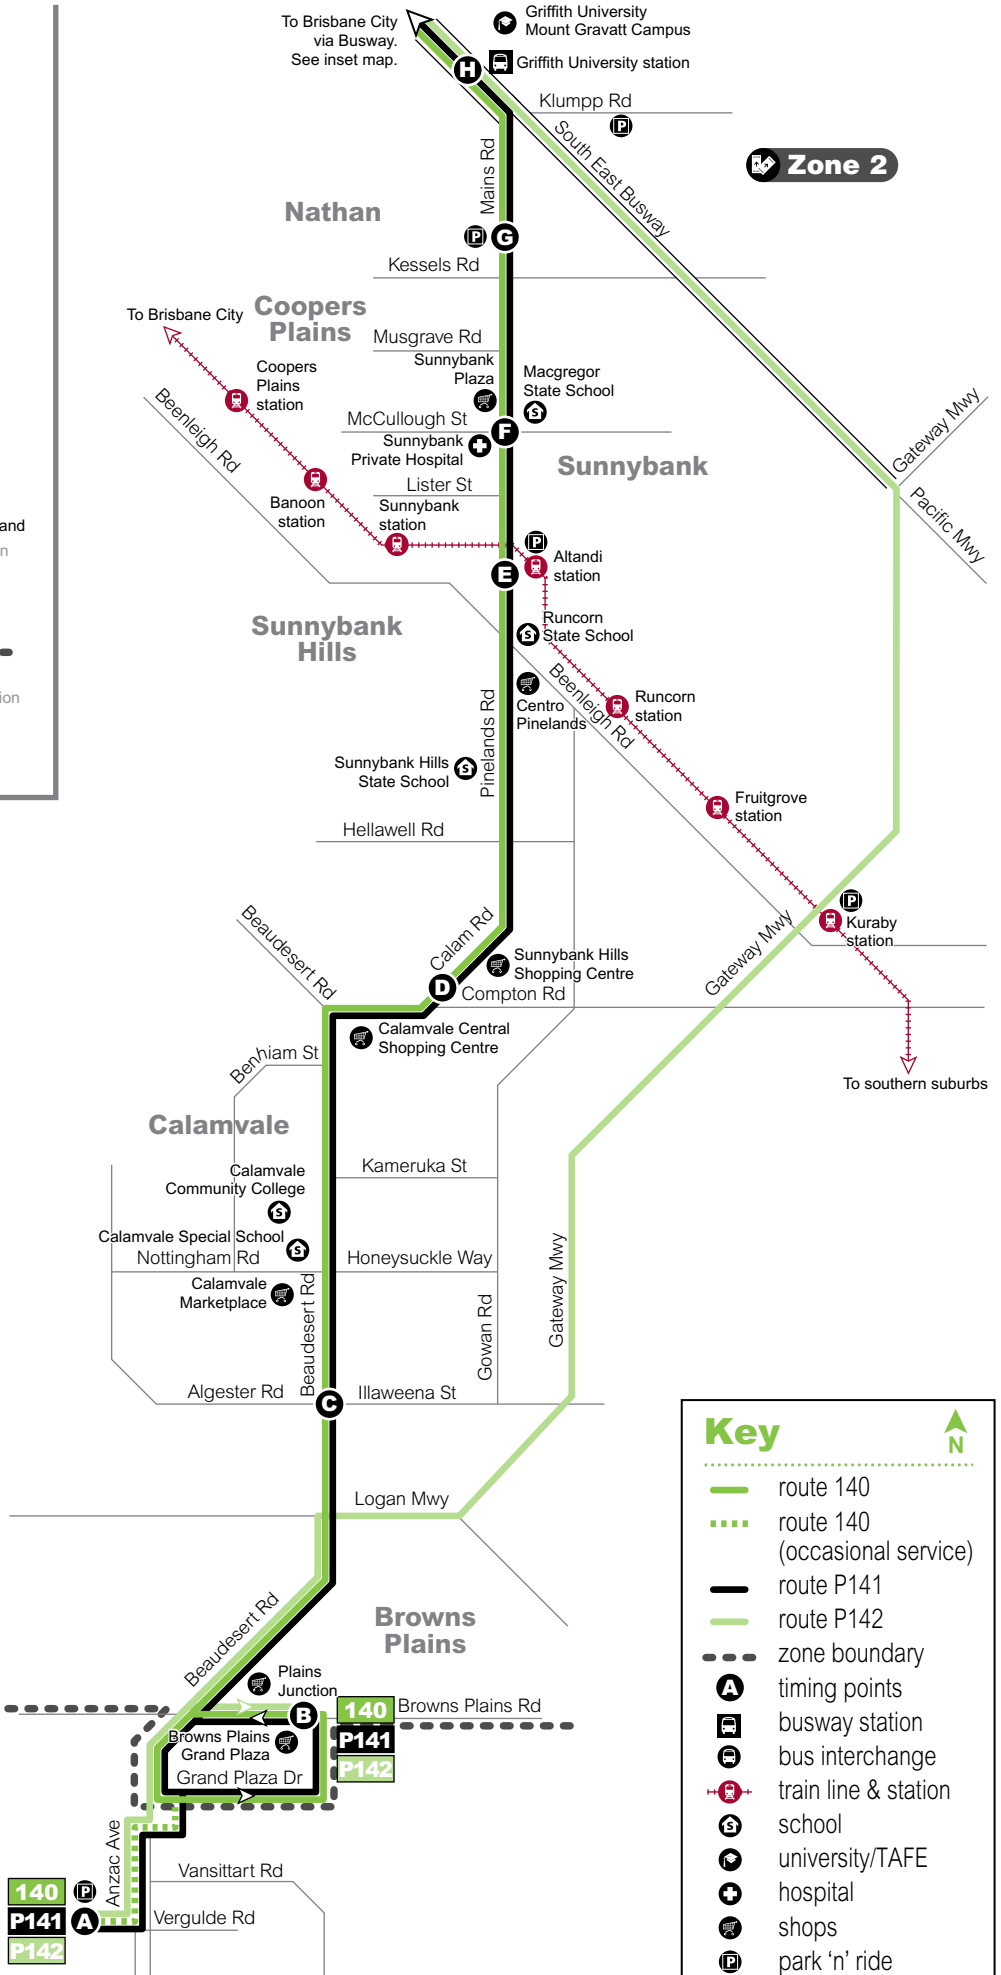 To Brisbane City
via Busway.
See inset map.
Griffith University
Mount Gravatt Campus
H
Griffith University station
Klumpp Rd
P
South East Busway
Zone 2
Mains Rd
Nathan
P
G
Kessels Rd
Coopers
Plains
To Brisbane City
Musgrave Rd
Sunnybank
Plaza
Macgregor
State School
S
Coopers
Plains
station
Beenleigh Rd
McCullough St
F
Sunnybank
Private Hospital
Sunnybank
Gateway Mwy
Pacific Mwy
Lister St
Banoon
station
Sunnybank
station
and
n
P
Altandi
station
E
Sunnybank
Hills
Runcorn
State School
S
ion
Centro
Pinelands
Beenleigh Rd
Runcorn
station
Pinelands Rd
Sunnybank Hills
State School
S
Fruitgrove
station
Hellawell Rd
P
Kuraby
station
Beaudesert Rd
Calam Rd
Gateway Mwy
Sunnybank Hills
Shopping Centre
D
Compton Rd
Calamvale Central
Shopping Centre
Benhiam St
To southern suburbs
Calamvale
Calamvale
Community College
S
Kameruka St
Calamvale Special School
S
Nottingham Rd
Honeysuckle Way
Calamvale
Marketplace
Beaudesert Rd
Gowan Rd
Gateway Mwy
Algester Rd
C
Illaweena St
Logan Mwy
Beaudesert Rd
Browns
Plains
Plains
Junction
B
140
P141
P142
Browns Plains Rd
Browns Plains
Grand Plaza
Grand Plaza Dr
Anzac Ave
Vansittart Rd
Vergulde Rd
140
P141
P142
P
A
Key
N
route 140
route 140
(occasional service)
route P141
route P142
zone boundary
A timing points
busway station
bus interchange
train line & station
S school
university/TAFE
hospital
shops
P park ‘n’ ride